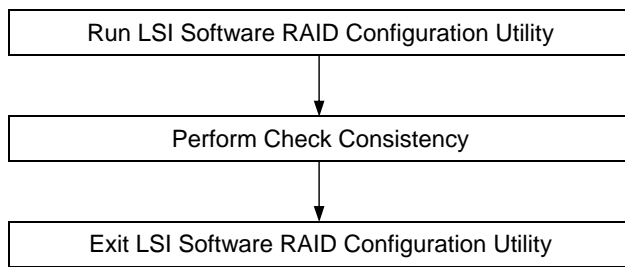 Run LSI Software RAID Configuration Utility
Perform Check Consistency
Exit LSI Software RAID Configuration Utility